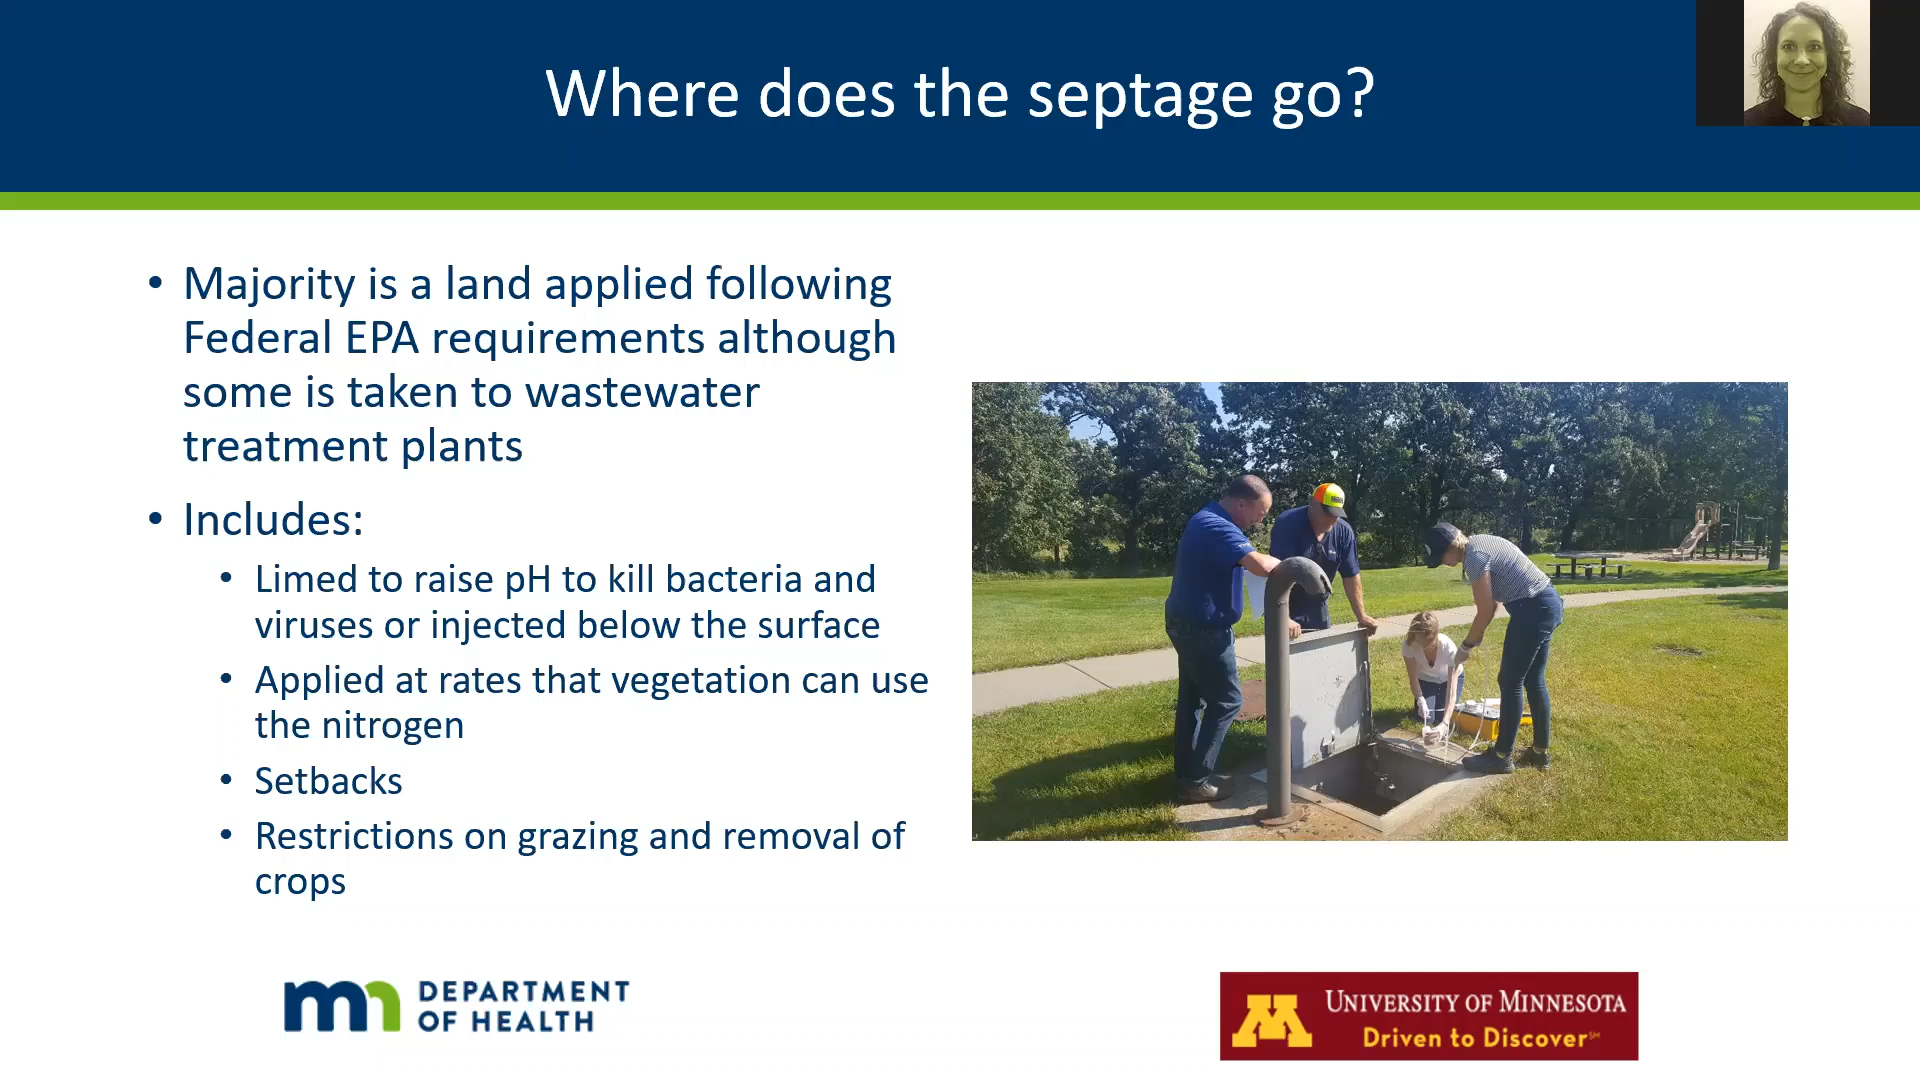 Where does the septage go?
• Majority is a land applied following
Federal EPA requirements although
some is taken to wastewater
treatment plants
• Includes:
• Limed to raise pH to kill bacteria and
viruses or injected below the surface
• Applied at rates that vegetation can use
the nitrogen
• Setbacks
• Restrictions on grazing and removal of
crops
mn DEPARTMENT
OF HEALTH
M UNIVERSITY OF MINNESOTA
Driven to Discover℠